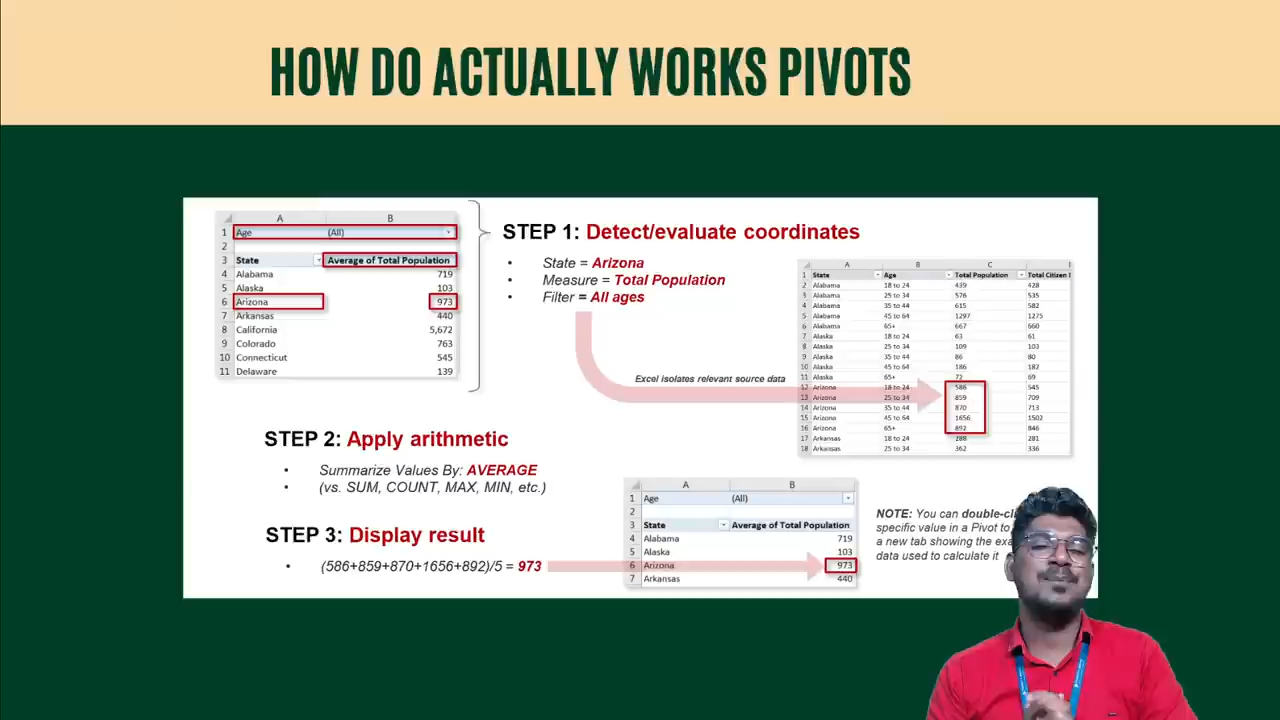 HOW DO ACTUALLY WORKS PIVOTS
A B
1 Age (All)
2
3 State Average of Total Population
4 Alabama 719
5 Alaska 103
6 Arizona 973
7 Arkansas 440
8 California 5,672
9 Colorado 763
10 Connecticut 545
11 Delaware 139
STEP 1: Detect/evaluate coordinates
• State = Arizona
• Measure = Total Population
• Filter = All ages
Excel isolates relevant source data
A B C
1 State Age Total Population Total Citizen
2 Alabama 18 to 24 439 428
3 Alabama 25 to 34 576 535
4 Alabama 35 to 44 615 582
5 Alabama 45 to 64 1297 1275
6 Alabama 65+ 667 660
7 Alaska 18 to 24 63 61
8 Alaska 25 to 34 109 103
9 Alaska 35 to 44 86 80
10 Alaska 45 to 64 186 182
11 Alaska 65+ 72 69
12 Arizona 18 to 24 586 545
13 Arizona 25 to 34 859 709
14 Arizona 35 to 44 870 713
15 Arizona 45 to 64 1656 1502
16 Arizona 65+ 892 846
17 Arkansas 18 to 24 288 281
18 Arkansas 25 to 34 362 336
STEP 2: Apply arithmetic
• Summarize Values By: AVERAGE
• (vs. SUM, COUNT, MAX, MIN, etc.)
STEP 3: Display result
• (586+859+870+1656+892)/5 = 973
A B
1 Age (All)
2
3 State Average of Total Population
4 Alabama 719
5 Alaska 103
6 Arizona 973
7 Arkansas 440
NOTE: You can double-cli
specific value in a Pivot to
a new tab showing the exa
data used to calculate it